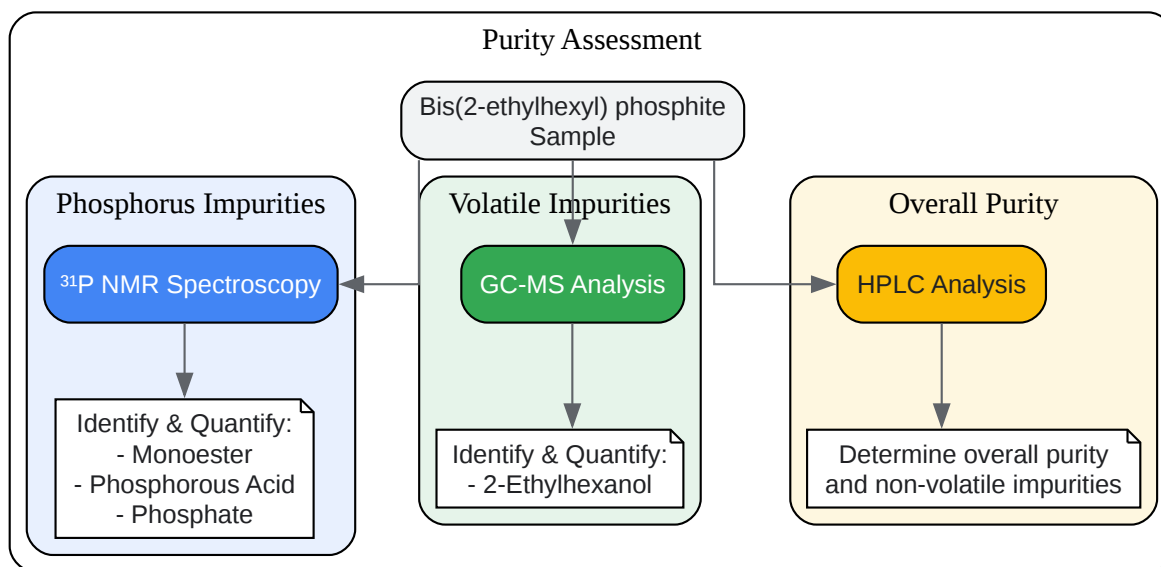 Purity Assessment
Bis(2-ethylhexyl) phosphite
Sample
Phosphorus Impurities
³¹P NMR Spectroscopy
Identify & Quantify:
- Monoester
- Phosphorous Acid
- Phosphate
Volatile Impurities
GC-MS Analysis
Identify & Quantify:
- 2-Ethylhexanol
Overall Purity
HPLC Analysis
Determine overall purity
and non-volatile impurities